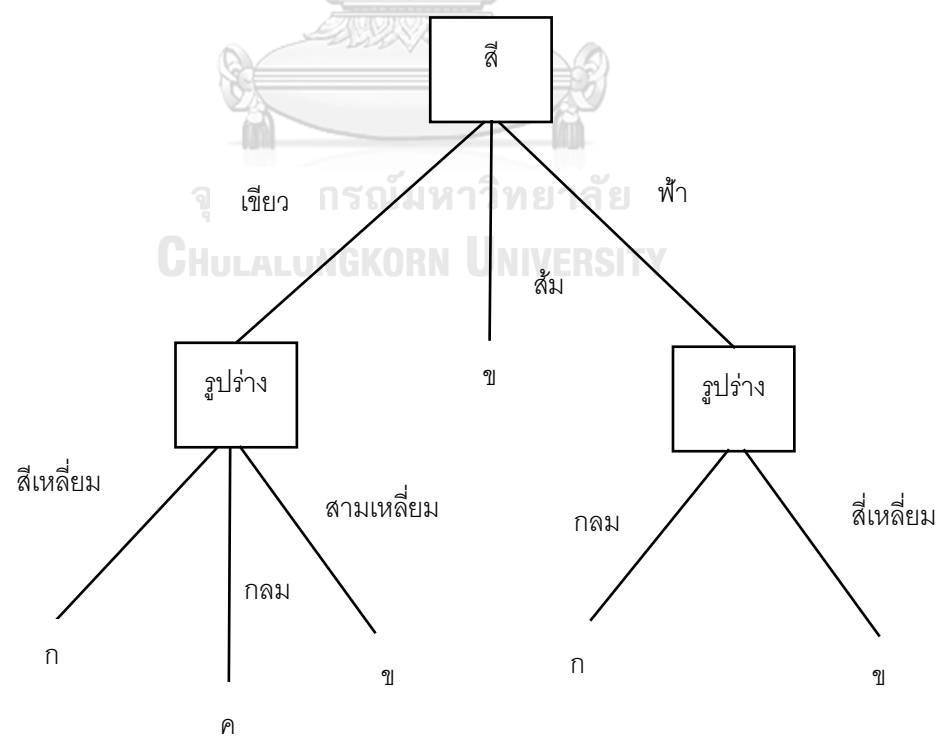 สี
เขียว
ฟ้า
จุ กรณ์มหาวิทยาลัย
CHULALONGKORN UNIVERSITY
ส้ม
รูปร่าง
ข
รูปร่าง
สีเหลี่ยม
สามเหลี่ยม
กลม
สี่เหลี่ยม
กลม
ก
ข
ก
ข
ค